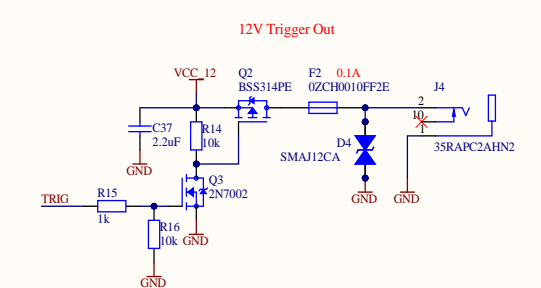 12V Trigger Out
VCC_12
Q2
BSS314PE
F2 0.1A
0ZCH0010FF2E
J4
2
10
1
35RAPC2AHN2
C37
2.2uF
R14
10k
D4
SMAJ12CA
GND
Q3
2N7002
GND
GND
TRIG
R15
1k
R16
10k
GND
GND